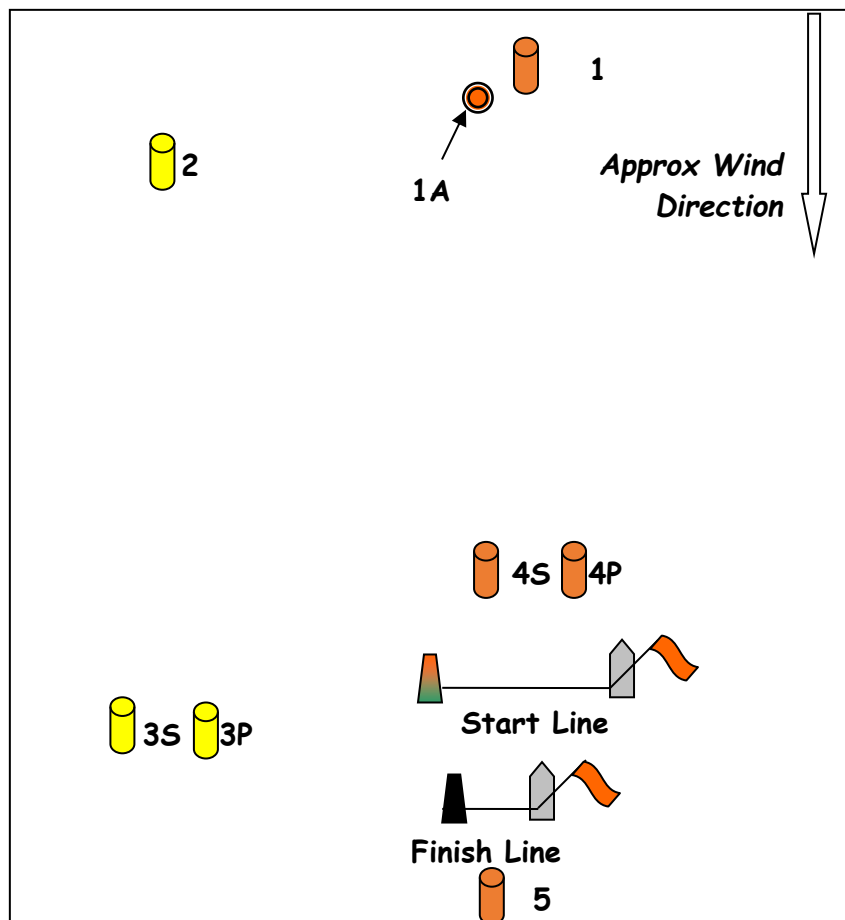 1
2
1A
Approx Wind
Direction
4S
4P
Start Line
3S
3P
Finish Line
5